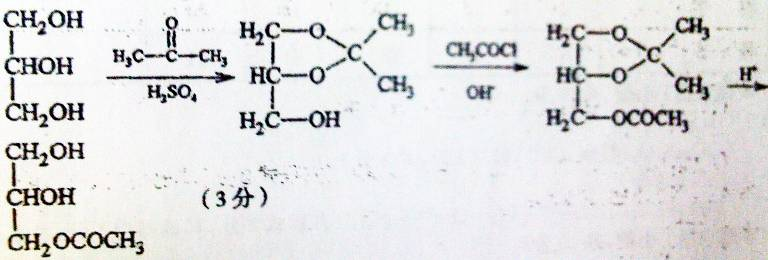 CH₂OH
CHOH
CH₂OH
O
H₃C—C—CH₃
H₂SO₄
H₂C—O
CH₃
C
HC—O
CH₃
H₂C—OH
CH₃COCl
OH⁻
H₂C—O
CH₃
C
HC—O
CH₃
H₂C—OCOCH₃
H⁺
CH₂OH
CHOH
CH₂OCOCH₃
(3分)